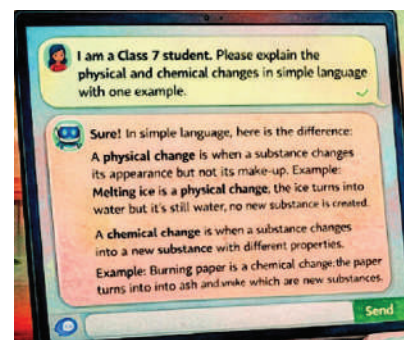 I am a Class 7 student. Please explain the
physical and chemical changes in simple language
with one example.
Sure! In simple language, here is the difference:
A physical change is when a substance changes
its appearance but not its make-up. Example:
Melting ice is a physical change, the ice turns into
water but it's still water, no new substance is created.
A chemical change is when a substance changes
into a new substance with different properties.
Example: Burning paper is a chemical change:the paper
turns into into ash and which are new substances.
Send